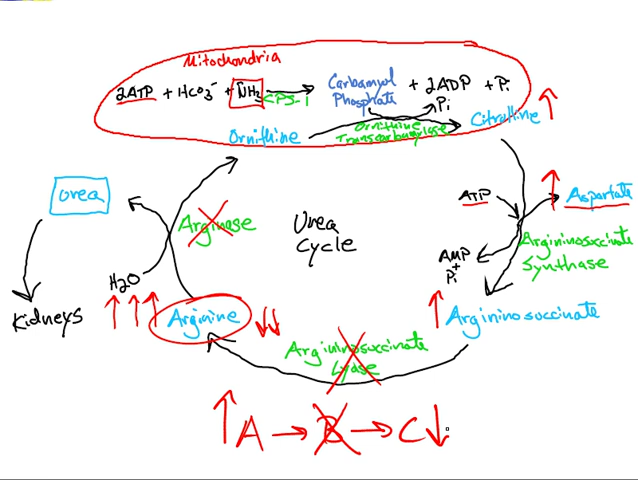 Mitochondria
2ATP + HCO3⁻ + NH3 → Carbamoyl Phosphate + 2ADP + Pi
CPS-1
Pi
Ornithine
Ornithine Transcarbamylase
Citrulline ↑
Urea
Arginase
Urea Cycle
ATP
↑ Aspartate
Argininosuccinate Synthase
AMP + Pi
H2O
Kidneys
↑↑↑ Arginine ↓↓
↑ Argininosuccinate
Argininosuccinate Lyase
↑ A → B → C ↓